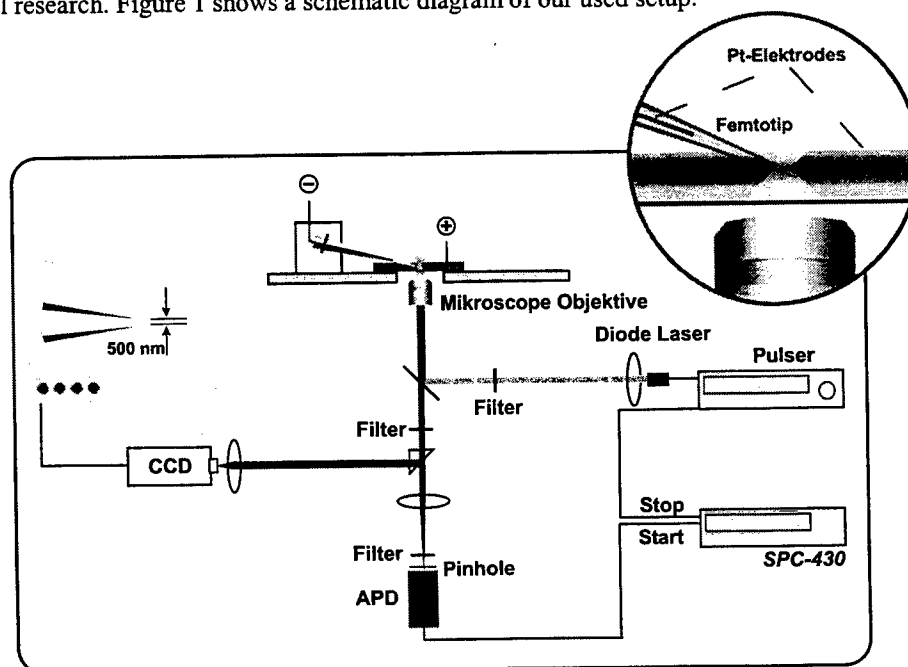 l research. Figure 1 shows a schematic diagram of our used setup.
Pt-Elektrodes
Femtotip
−
+
Mikroscope Objektive
500 nm
Diode Laser
Pulser
Filter
Filter
CCD
Stop
Start
SPC-430
Filter
Pinhole
APD